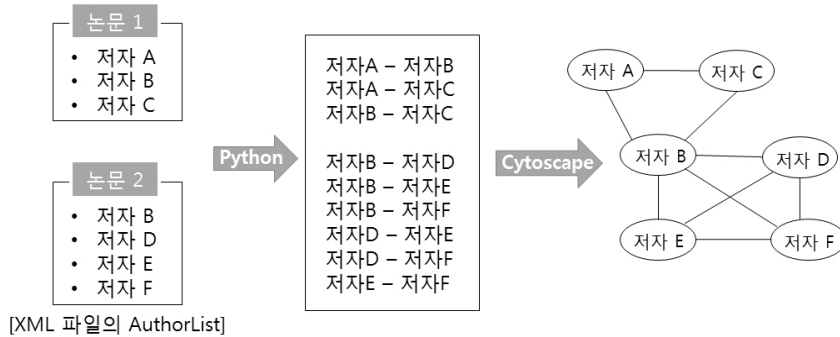 논문 1
• 저자 A
• 저자 B
• 저자 C
논문 2
• 저자 B
• 저자 D
• 저자 E
• 저자 F
[XML 파일의 AuthorList]
Python
저자A – 저자B
저자A – 저자C
저자B – 저자C
저자B – 저자D
저자B – 저자E
저자B – 저자F
저자D – 저자E
저자D – 저자F
저자E – 저자F
Cytoscape
저자 A
저자 C
저자 B
저자 D
저자 E
저자 F